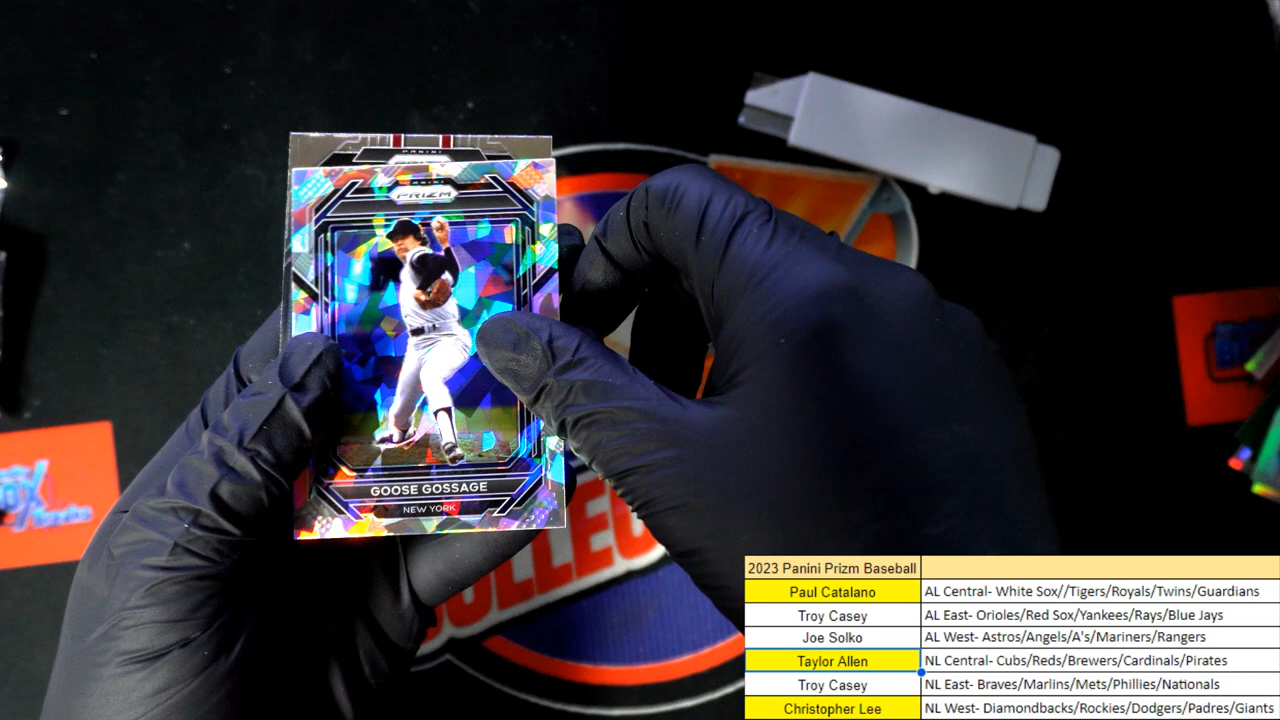 PANINI
PANINI
PRIZM
GOOSE GOSSAGE
NEW YORK
COLLEC
2023 Panini Prizm Baseball
Paul Catalano AL Central- White Sox//Tigers/Royals/Twins/Guardians
Troy Casey AL East- Orioles/Red Sox/Yankees/Rays/Blue Jays
Joe Solko AL West- Astros/Angels/A's/Mariners/Rangers
Taylor Allen NL Central- Cubs/Reds/Brewers/Cardinals/Pirates
Troy Casey NL East- Braves/Marlins/Mets/Phillies/Nationals
Christopher Lee NL West- Diamondbacks/Rockies/Dodgers/Padres/Giants